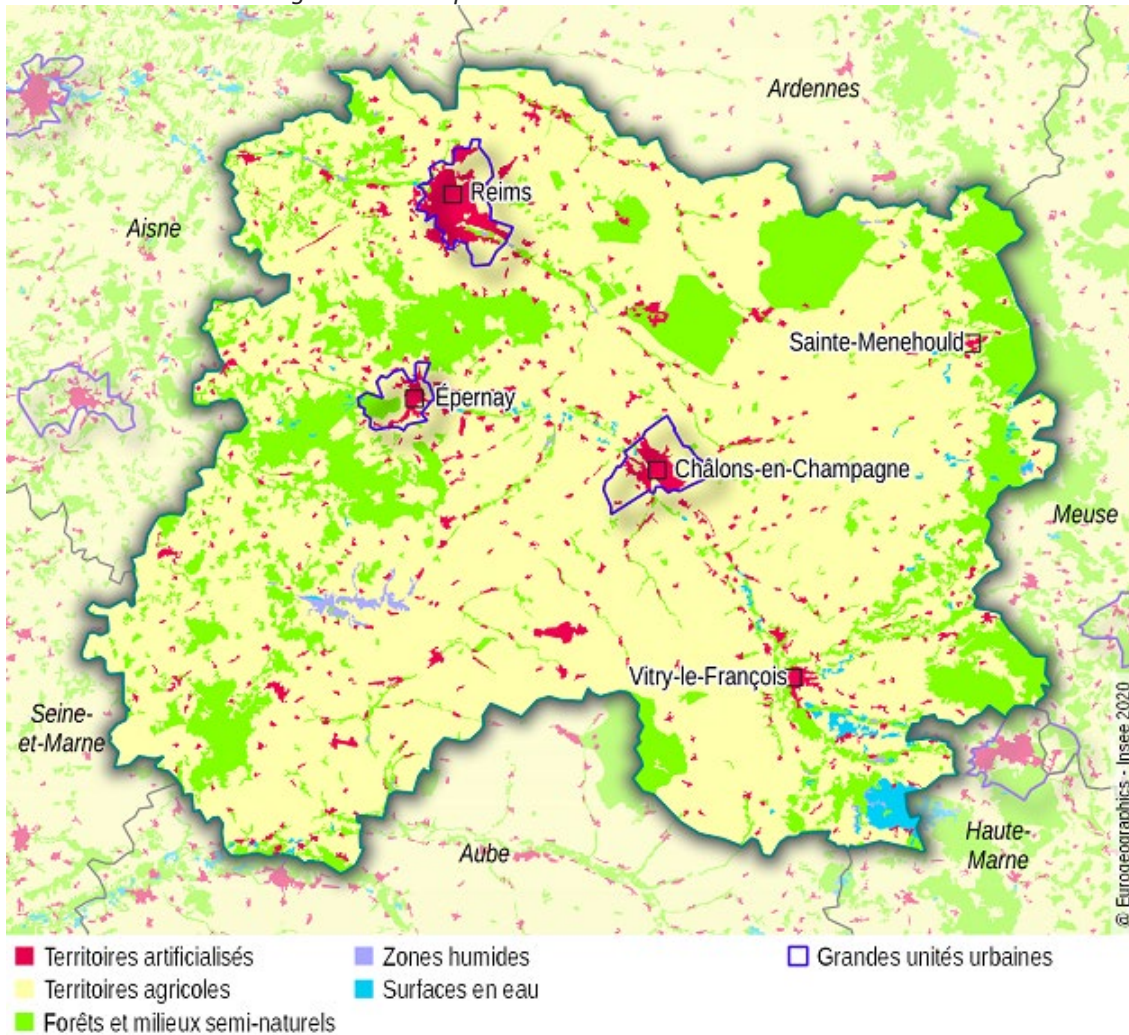 Ardennes
Reims
Aisne
Sainte-Menehould
Épernay
Châlons-en-Champagne
Meuse
Vitry-le-François
Seine-
et-Marne
Haute-
Marne
Aube
© Eurogeographics - Insee 2020
Territoires artificialisés
Zones humides
Grandes unités urbaines
Territoires agricoles
Surfaces en eau
Forêts et milieux semi-naturels